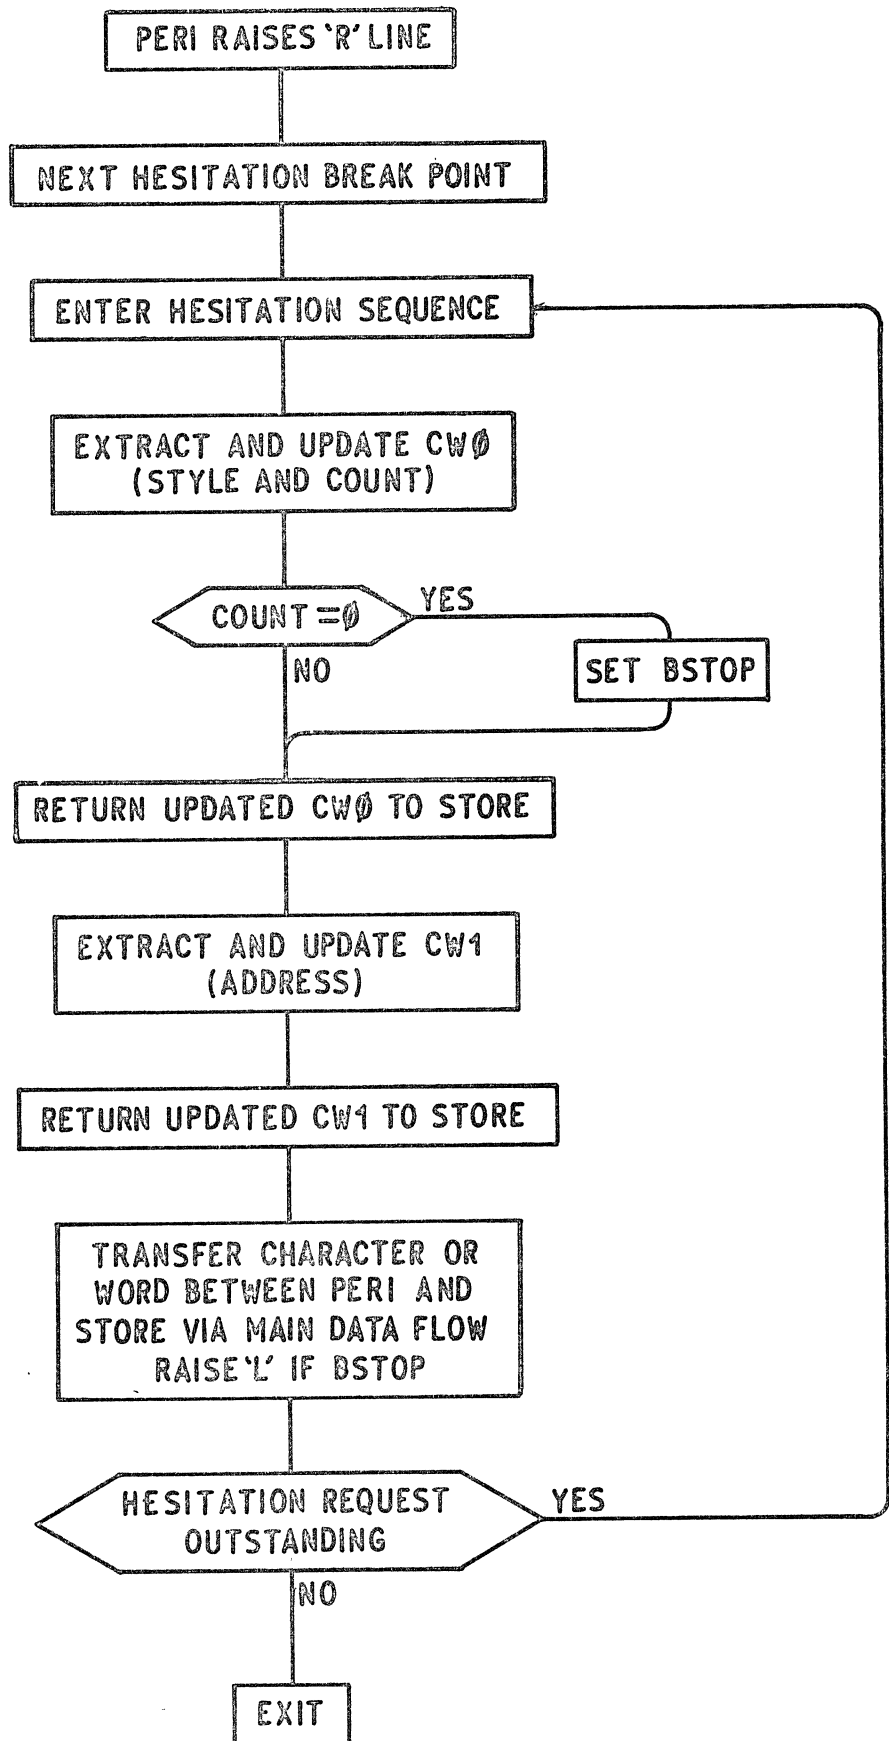 PERI RAISES 'R' LINE
NEXT HESITATION BREAK POINT
ENTER HESITATION SEQUENCE
EXTRACT AND UPDATE CWØ
(STYLE AND COUNT)
COUNT=Ø
YES
SET BSTOP
NO
RETURN UPDATED CWØ TO STORE
EXTRACT AND UPDATE CW1
(ADDRESS)
RETURN UPDATED CW1 TO STORE
TRANSFER CHARACTER OR
WORD BETWEEN PERI AND
STORE VIA MAIN DATA FLOW
RAISE 'L' IF BSTOP
HESITATION REQUEST
OUTSTANDING
YES
NO
EXIT